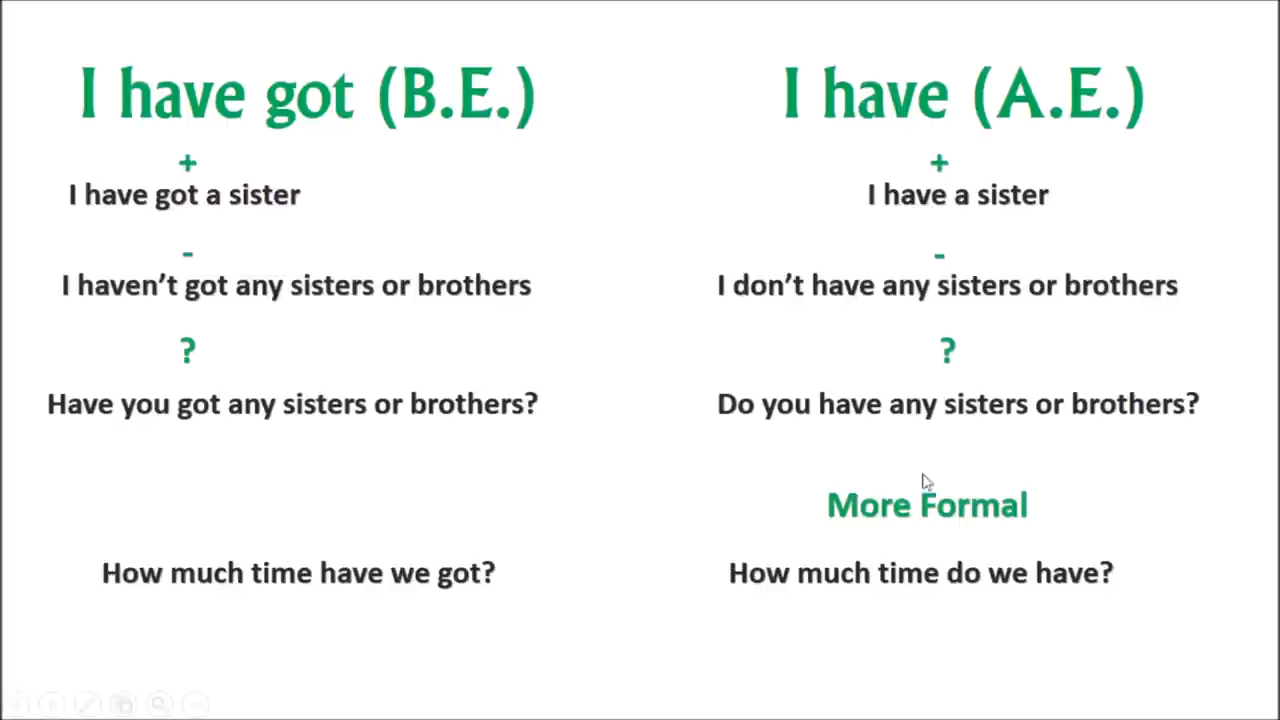 I have got (B.E.)
+
I have got a sister
-
I haven't got any sisters or brothers
?
Have you got any sisters or brothers?
How much time have we got?
I have (A.E.)
+
I have a sister
-
I don't have any sisters or brothers
?
Do you have any sisters or brothers?
More Formal
How much time do we have?